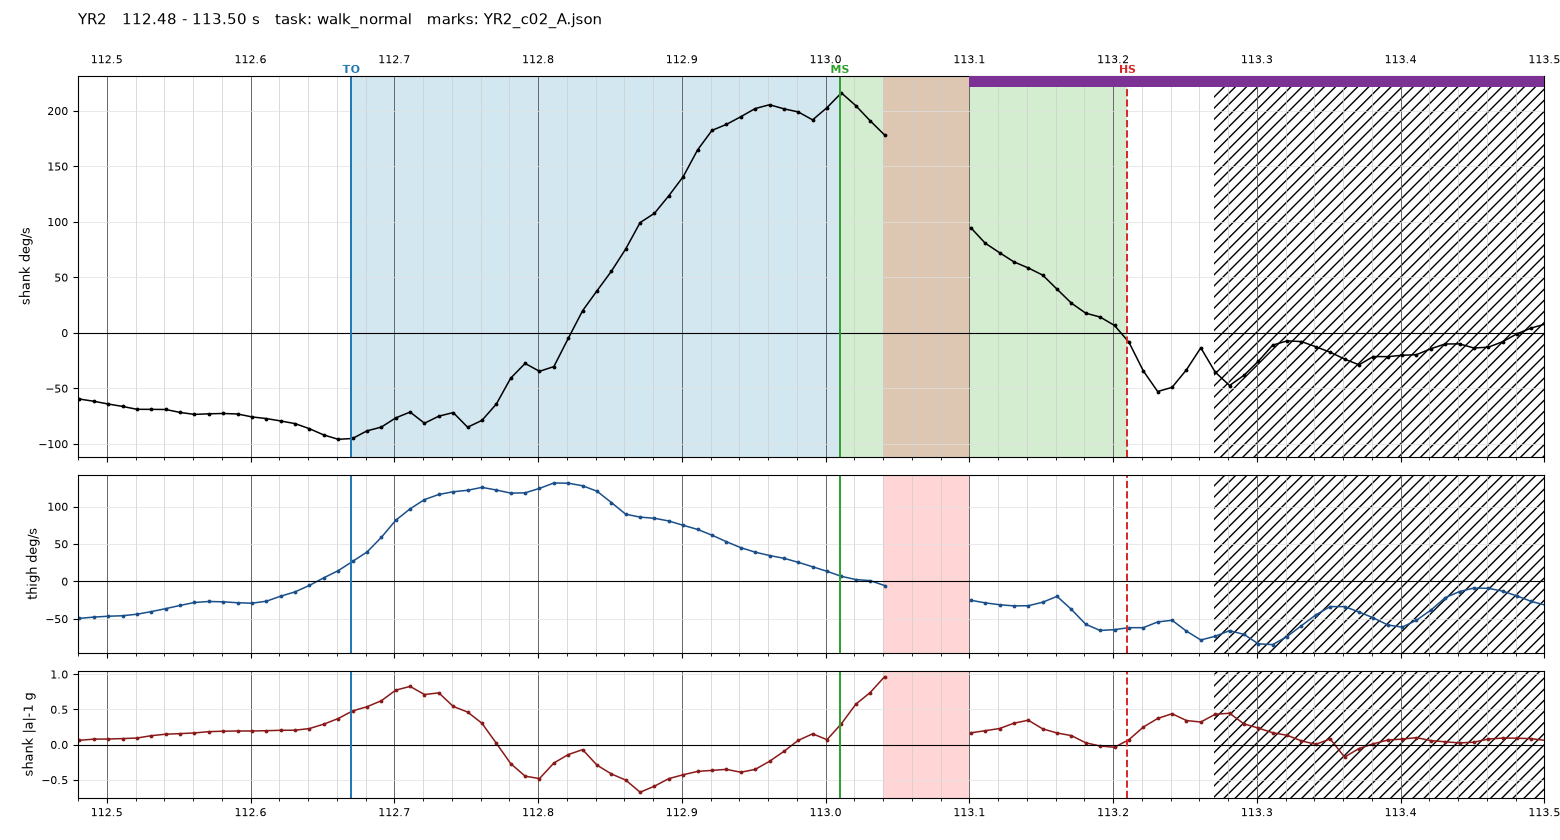 YR2   112.48 - 113.50 s   task: walk_normal   marks: YR2_c02_A.json
112.5 112.6 112.7 112.8 112.9 113.0 113.1 113.2 113.3 113.4 113.5
TO MS HS
shank deg/s
200
150
100
50
0
−50
−100
thigh deg/s
100
50
0
−50
shank |a|-1 g
1.0
0.5
0.0
−0.5
112.5 112.6 112.7 112.8 112.9 113.0 113.1 113.2 113.3 113.4 113.5